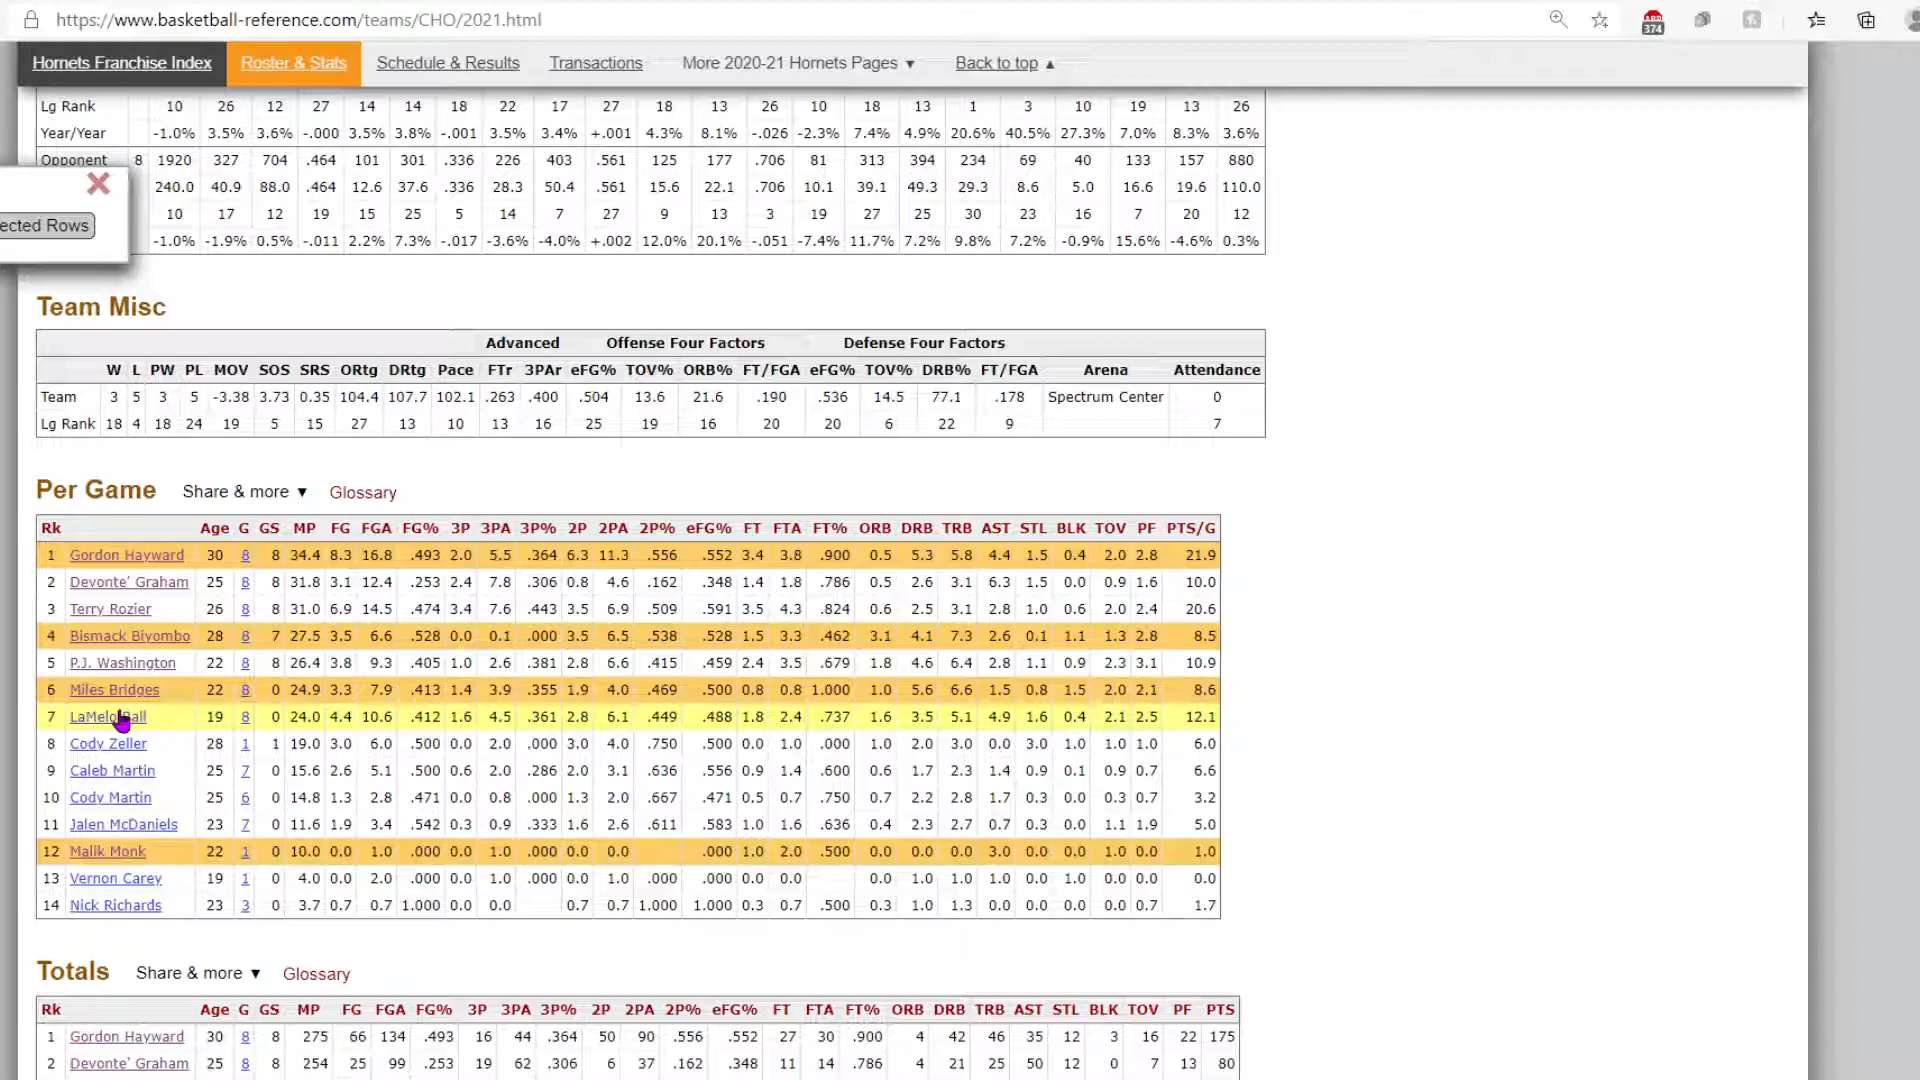 https://www.basketball-reference.com/teams/CHO/2021.html
374
Hornets Franchise Index Roster & Stats Schedule & Results Transactions More 2020-21 Hornets Pages ▼ Back to top ▲
Lg Rank 10 26 12 27 14 14 18 22 17 27 18 13 26 10 18 13 1 3 10 19 13 26
Year/Year -1.0% 3.5% 3.6% -.000 3.5% 3.8% -.001 3.5% 3.4% +.001 4.3% 8.1% -.026 -2.3% 7.4% 4.9% 20.6% 40.5% 27.3% 7.0% 8.3% 3.6%
Opponent 8 1920 327 704 .464 101 301 .336 226 403 .561 125 177 .706 81 313 394 234 69 40 133 157 880
240.0 40.9 88.0 .464 12.6 37.6 .336 28.3 50.4 .561 15.6 22.1 .706 10.1 39.1 49.3 29.3 8.6 5.0 16.6 19.6 110.0
10 17 12 19 15 25 5 14 7 27 9 13 3 19 27 25 30 23 16 7 20 12
ected Rows
-1.0% -1.9% 0.5% -.011 2.2% 7.3% -.017 -3.6% -4.0% +.002 12.0% 20.1% -.051 -7.4% 11.7% 7.2% 9.8% 7.2% -0.9% 15.6% -4.6% 0.3%
Team Misc
Advanced Offense Four Factors Defense Four Factors
W L PW PL MOV SOS SRS ORtg DRtg Pace FTr 3PAr eFG% TOV% ORB% FT/FGA eFG% TOV% DRB% FT/FGA Arena Attendance
Team 3 5 3 5 -3.38 3.73 0.35 104.4 107.7 102.1 .263 .400 .504 13.6 21.6 .190 .536 14.5 77.1 .178 Spectrum Center 0
Lg Rank 18 4 18 24 19 5 15 27 13 10 13 16 25 19 16 20 20 6 22 9 7
Per Game Share & more ▼ Glossary
Rk Age G GS MP FG FGA FG% 3P 3PA 3P% 2P 2PA 2P% eFG% FT FTA FT% ORB DRB TRB AST STL BLK TOV PF PTS/G
1 Gordon Hayward 30 8 8 34.4 8.3 16.8 .493 2.0 5.5 .364 6.3 11.3 .556 .552 3.4 3.8 .900 0.5 5.3 5.8 4.4 1.5 0.4 2.0 2.8 21.9
2 Devonte' Graham 25 8 8 31.8 3.1 12.4 .253 2.4 7.8 .306 0.8 4.6 .162 .348 1.4 1.8 .786 0.5 2.6 3.1 6.3 1.5 0.0 0.9 1.6 10.0
3 Terry Rozier 26 8 8 31.0 6.9 14.5 .474 3.4 7.6 .443 3.5 6.9 .509 .591 3.5 4.3 .824 0.6 2.5 3.1 2.8 1.0 0.6 2.0 2.4 20.6
4 Bismack Biyombo 28 8 7 27.5 3.5 6.6 .528 0.0 0.1 .000 3.5 6.5 .538 .528 1.5 3.3 .462 3.1 4.1 7.3 2.6 0.1 1.1 1.3 2.8 8.5
5 P.J. Washington 22 8 8 26.4 3.8 9.3 .405 1.0 2.6 .381 2.8 6.6 .415 .459 2.4 3.5 .679 1.8 4.6 6.4 2.8 1.1 0.9 2.3 3.1 10.9
6 Miles Bridges 22 8 0 24.9 3.3 7.9 .413 1.4 3.9 .355 1.9 4.0 .469 .500 0.8 0.8 1.000 1.0 5.6 6.6 1.5 0.8 1.5 2.0 2.1 8.6
7 LaMelo Ball 19 8 0 24.0 4.4 10.6 .412 1.6 4.5 .361 2.8 6.1 .449 .488 1.8 2.4 .737 1.6 3.5 5.1 4.9 1.6 0.4 2.1 2.5 12.1
8 Cody Zeller 28 1 1 19.0 3.0 6.0 .500 0.0 2.0 .000 3.0 4.0 .750 .500 0.0 1.0 .000 1.0 2.0 3.0 0.0 3.0 1.0 1.0 1.0 6.0
9 Caleb Martin 25 7 0 15.6 2.6 5.1 .500 0.6 2.0 .286 2.0 3.1 .636 .556 0.9 1.4 .600 0.6 1.7 2.3 1.4 0.9 0.1 0.9 0.7 6.6
10 Cody Martin 25 6 0 14.8 1.3 2.8 .471 0.0 0.8 .000 1.3 2.0 .667 .471 0.5 0.7 .750 0.7 2.2 2.8 1.7 0.3 0.0 0.3 0.7 3.2
11 Jalen McDaniels 23 7 0 11.6 1.9 3.4 .542 0.3 0.9 .333 1.6 2.6 .611 .583 1.0 1.6 .636 0.4 2.3 2.7 0.7 0.3 0.0 1.1 1.9 5.0
12 Malik Monk 22 1 0 10.0 0.0 1.0 .000 0.0 1.0 .000 0.0 0.0 .000 1.0 2.0 .500 0.0 0.0 0.0 3.0 0.0 0.0 1.0 0.0 1.0
13 Vernon Carey 19 1 0 4.0 0.0 2.0 .000 0.0 1.0 .000 0.0 1.0 .000 .000 0.0 0.0 0.0 1.0 1.0 1.0 0.0 1.0 0.0 0.0 0.0
14 Nick Richards 23 3 0 3.7 0.7 0.7 1.000 0.0 0.0 0.7 0.7 1.000 1.000 0.3 0.7 .500 0.3 1.0 1.3 0.0 0.0 0.0 0.0 0.7 1.7
Totals Share & more ▼ Glossary
Rk Age G GS MP FG FGA FG% 3P 3PA 3P% 2P 2PA 2P% eFG% FT FTA FT% ORB DRB TRB AST STL BLK TOV PF PTS
1 Gordon Hayward 30 8 8 275 66 134 .493 16 44 .364 50 90 .556 .552 27 30 .900 4 42 46 35 12 3 16 22 175
2 Devonte' Graham 25 8 8 254 25 99 .253 19 62 .306 6 37 .162 .348 11 14 .786 4 21 25 50 12 0 7 13 80